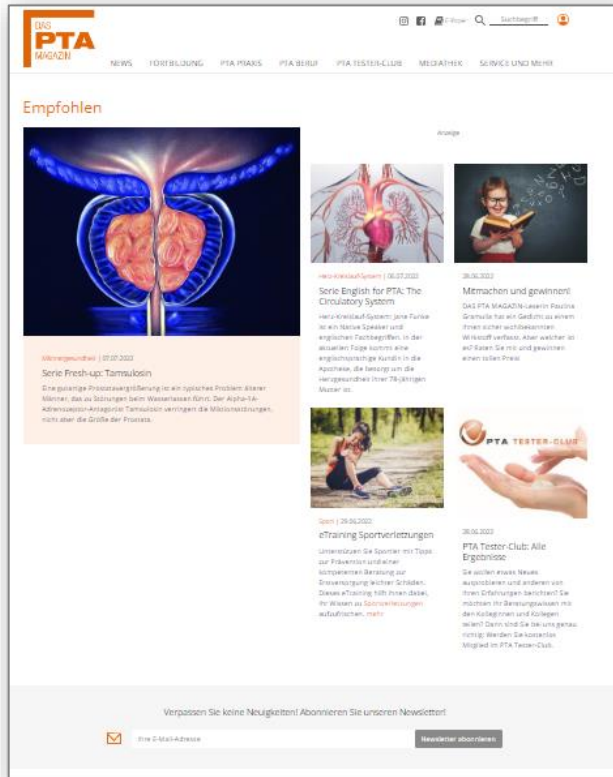 DAS
PTA
MAGAZIN
Suchbegriff
NEWS FORTBILDUNG PTA PRAXIS PTA BERUF PTA TESTER-CLUB MEDIATHEK SERVICE UND MEHR
Empfohlen
Anzeige
Männergesundheit | 07.07.2022
Serie Fresh-up: Tamsulosin
Eine gutartige Prostatavergrößerung ist ein typisches Problem älterer
Männer, das zu Störungen beim Wasserlassen führt. Der Alpha-1A-
Adrenozeptor-Antagonist Tamsulosin verringert die Miktionsstörungen,
nicht aber die Größe der Prostata.
Herz-Kreislauf-System | 06.07.2022
Serie English for PTA: The
Circulatory System
Herz-Kreislauf-System: Jane Funke
ist ein Native Speaker und
englischen Fachbegriffen. In der
aktuellen Folge kommt eine
englischsprachige Kundin in die
Apotheke, die besorgt um die
Herzgesundheit ihrer 78-jährigen
Mutter ist.
28.06.2022
Mitmachen und gewinnen!
DAS PTA MAGAZIN-Leserin Paulina
Gramulla hat ein Gedicht zu einem
Ihnen sicher wohlbekannten
Wirkstoff verfasst. Aber welcher ist
es? Raten Sie mit und gewinnen
einen tollen Preis!
Sport | 29.06.2022
eTraining Sportverletzungen
Unterstützen Sie Sportler mit Tipps
zur Prävention und einer
kompetenten Beratung zur
Erstversorgung leichter Schäden.
Dieses eTraining hilft Ihnen dabei,
Ihr Wissen zu Sportverletzungen
aufzufrischen. mehr
PTA TESTER-CLUB
28.06.2022
PTA Tester-Club: Alle
Ergebnisse
Sie wollen etwas Neues
ausprobieren und anderen von
Ihren Erfahrungen berichten? Sie
möchten Ihr Beratungswissen mit
den Kolleginnen und Kollegen
teilen? Dann sind Sie bei uns genau
richtig! Werden Sie kostenlos
Mitglied im PTA Tester-Club.
Verpassen Sie keine Neuigkeiten! Abonnieren Sie unseren Newsletter!
Ihre E-Mail-Adresse
Newsletter abonnieren